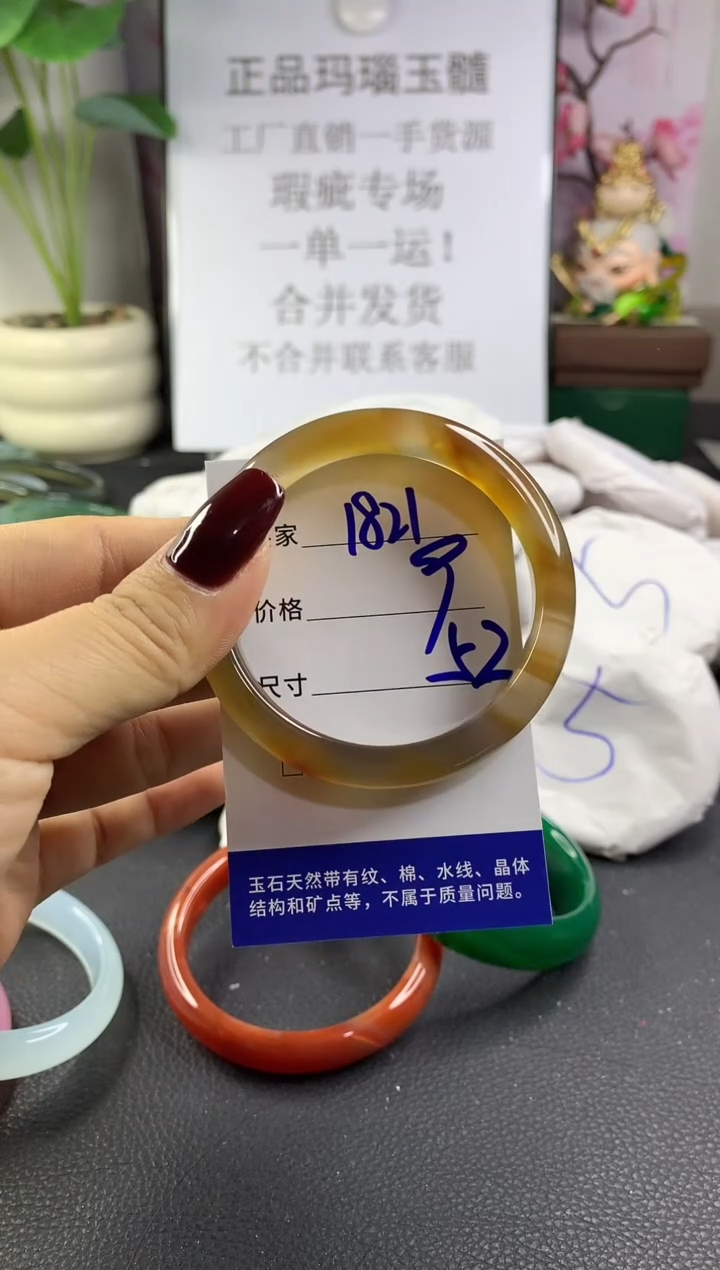 正品玛瑙玉髓
工厂直销一手货源
瑕疵专场
一单一运！
合并发货
不合并联系客服
家 1821
价格
尺寸 52
玉石天然带有纹、棉、水线、晶体
结构和矿点等，不属于质量问题。
5
5